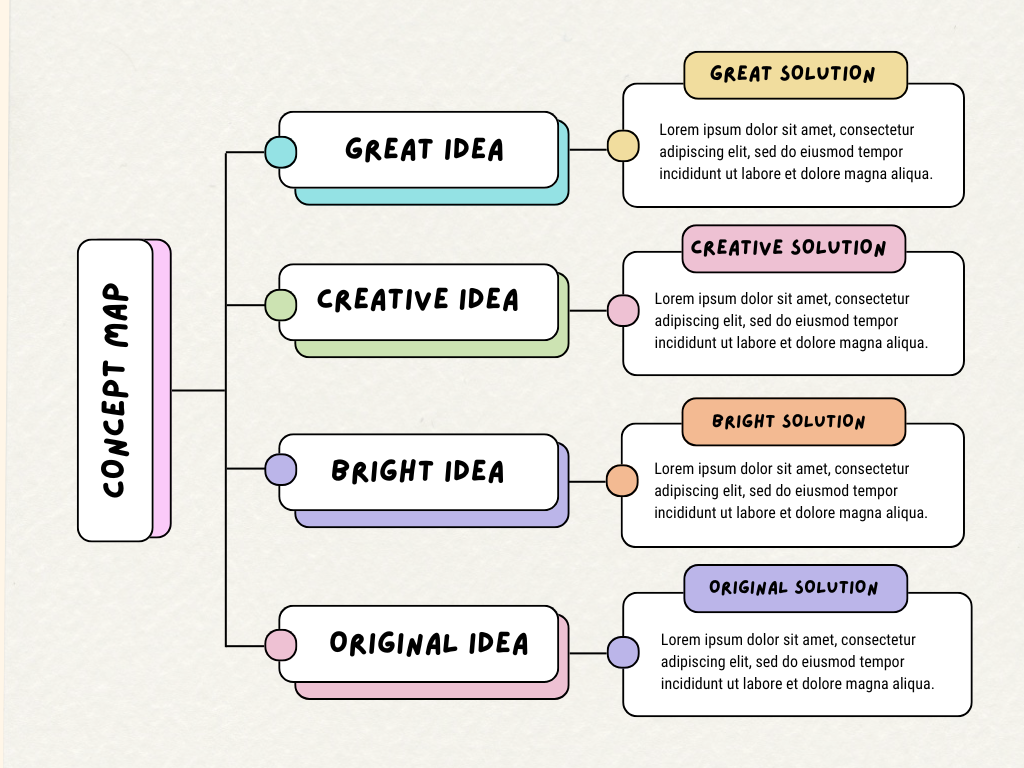 CONCEPT MAP
GREAT IDEA
GREAT SOLUTION
Lorem ipsum dolor sit amet, consectetur
adipiscing elit, sed do eiusmod tempor
incididunt ut labore et dolore magna aliqua.
CREATIVE IDEA
CREATIVE SOLUTION
Lorem ipsum dolor sit amet, consectetur
adipiscing elit, sed do eiusmod tempor
incididunt ut labore et dolore magna aliqua.
BRIGHT IDEA
BRIGHT SOLUTION
Lorem ipsum dolor sit amet, consectetur
adipiscing elit, sed do eiusmod tempor
incididunt ut labore et dolore magna aliqua.
ORIGINAL IDEA
ORIGINAL SOLUTION
Lorem ipsum dolor sit amet, consectetur
adipiscing elit, sed do eiusmod tempor
incididunt ut labore et dolore magna aliqua.